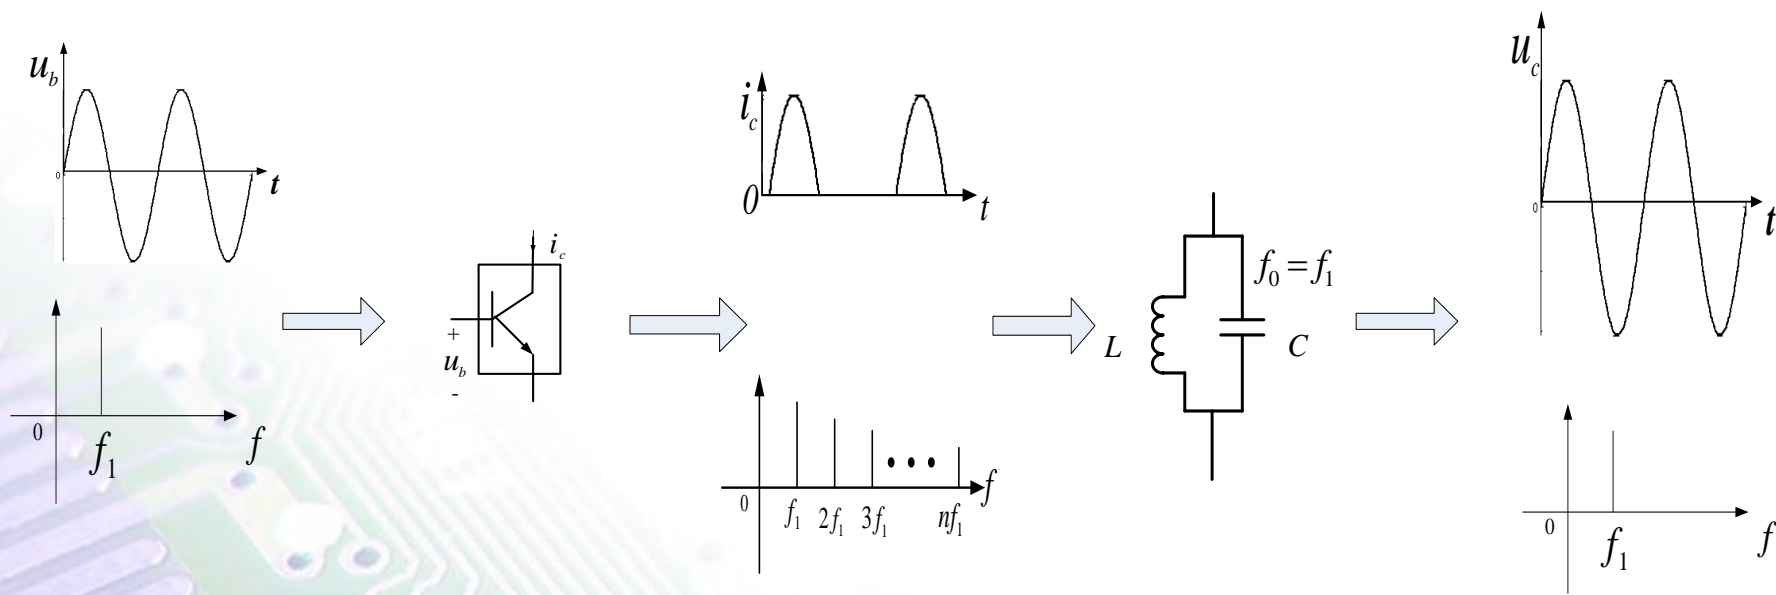 u_b
0
t
0
f_1
f
i_c
+
u_b
-
i_c
0
t
0
f_1 2f_1 3f_1 ••• nf_1
f
f_0=f_1
L
C
u_c
0
t
0
f_1
f